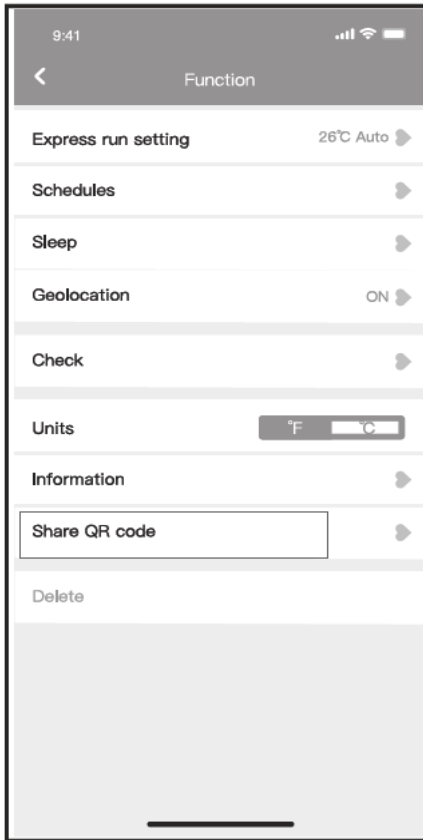 9:41
Function
Express run setting 26℃ Auto
Schedules
Sleep
Geolocation ON
Check
Units ℉ ℃
Information
Share QR code
Delete